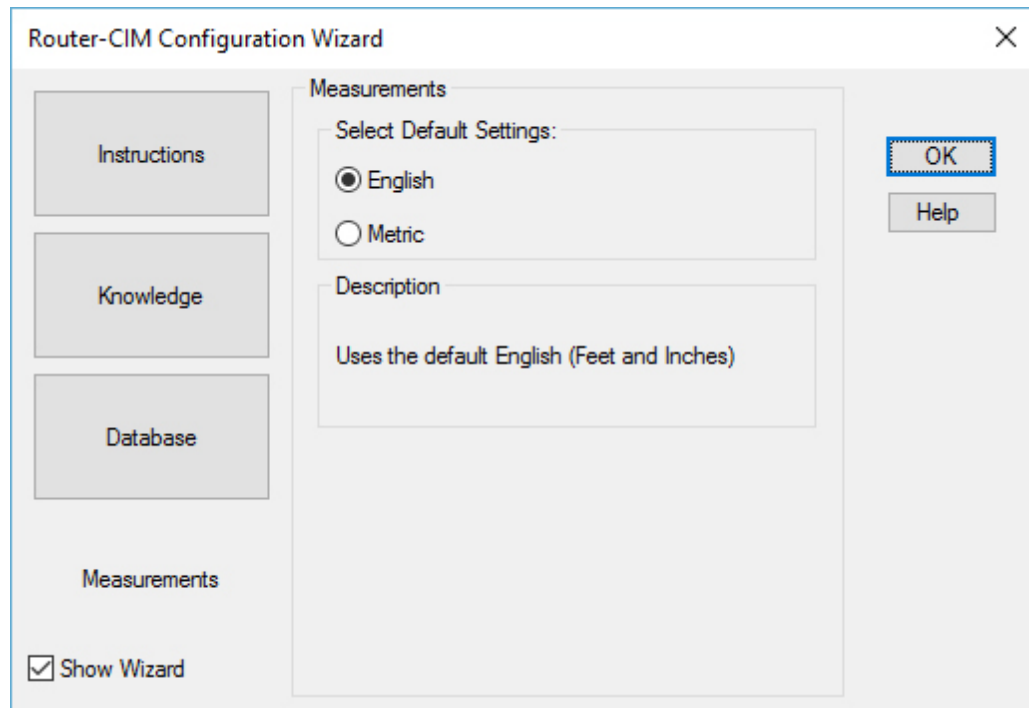 Router-CIM Configuration Wizard
Instructions
Knowledge
Database
Measurements
Show Wizard
Measurements
Select Default Settings:
English
Metric
Description
Uses the default English (Feet and Inches)
OK
Help